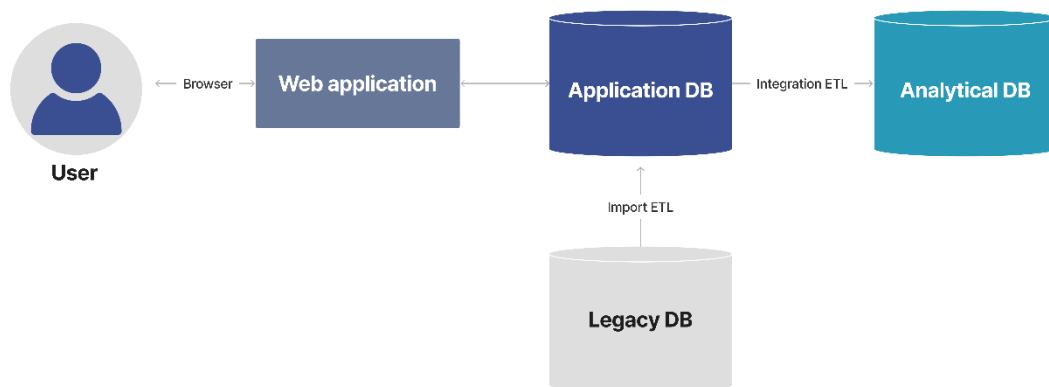 Browser
Web application
Application DB
Integration ETL
Analytical DB
User
Import ETL
Legacy DB